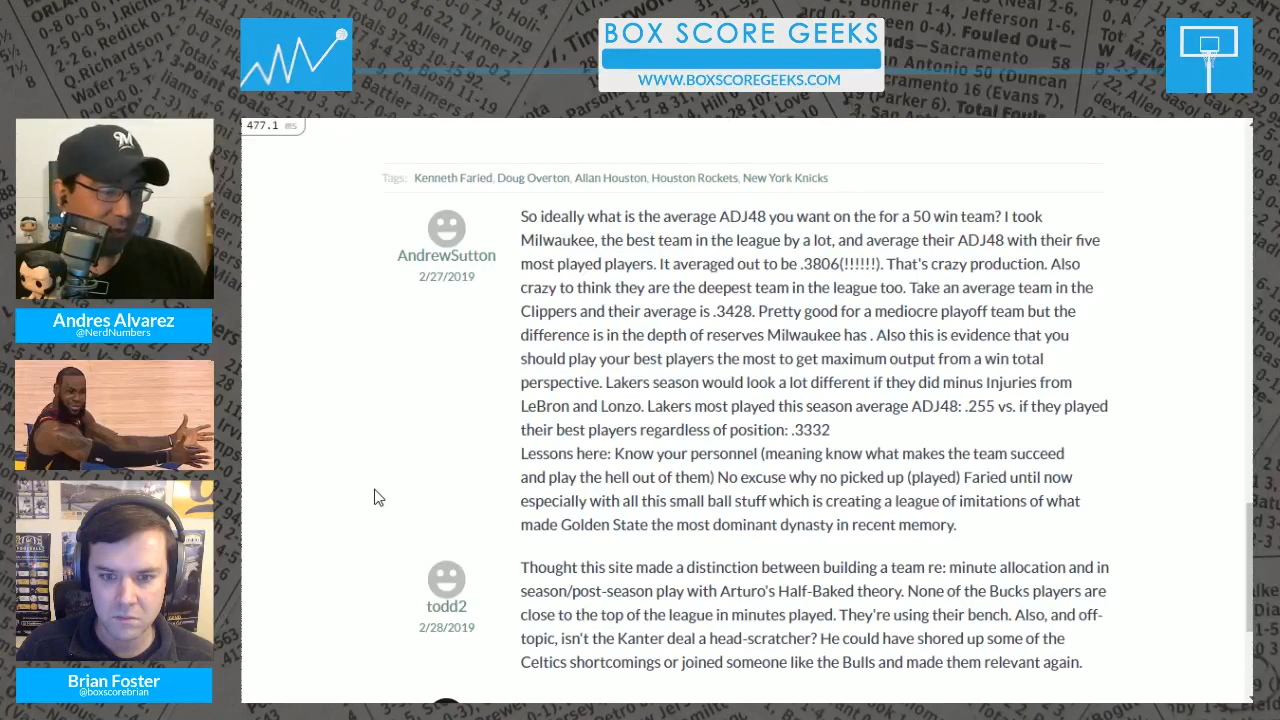 BOX SCORE GEEKS
WWW.BOXSCOREGEEKS.COM
477.1 ms
Tags: Kenneth Faried, Doug Overton, Allan Houston, Houston Rockets, New York Knicks
AndrewSutton
2/27/2019
So ideally what is the average ADJ48 you want on the for a 50 win team? I took
Milwaukee, the best team in the league by a lot, and average their ADJ48 with their five
most played players. It averaged out to be .3806(!!!!!!). That's crazy production. Also
crazy to think they are the deepest team in the league too. Take an average team in the
Clippers and their average is .3428. Pretty good for a mediocre playoff team but the
difference is in the depth of reserves Milwaukee has . Also this is evidence that you
should play your best players the most to get maximum output from a win total
perspective. Lakers season would look a lot different if they did minus Injuries from
LeBron and Lonzo. Lakers most played this season average ADJ48: .255 vs. if they played
their best players regardless of position: .3332
Lessons here: Know your personnel (meaning know what makes the team succeed
and play the hell out of them) No excuse why no picked up (played) Faried until now
especially with all this small ball stuff which is creating a league of imitations of what
made Golden State the most dominant dynasty in recent memory.
todd2
2/28/2019
Thought this site made a distinction between building a team re: minute allocation and in
season/post-season play with Arturo's Half-Baked theory. None of the Bucks players are
close to the top of the league in minutes played. They're using their bench. Also, and off-
topic, isn't the Kanter deal a head-scratcher? He could have shored up some of the
Celtics shortcomings or joined someone like the Bulls and made them relevant again.
Andres Alvarez
@NerdNumbers
Brian Foster
@boxscorebrian